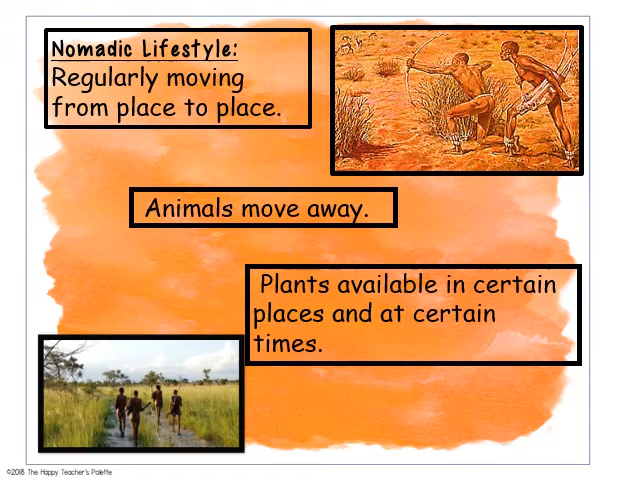 Nomadic Lifestyle:
Regularly moving
from place to place.
Animals move away.
Plants available in certain
places and at certain
times.
©2018 The Happy Teacher's Palette